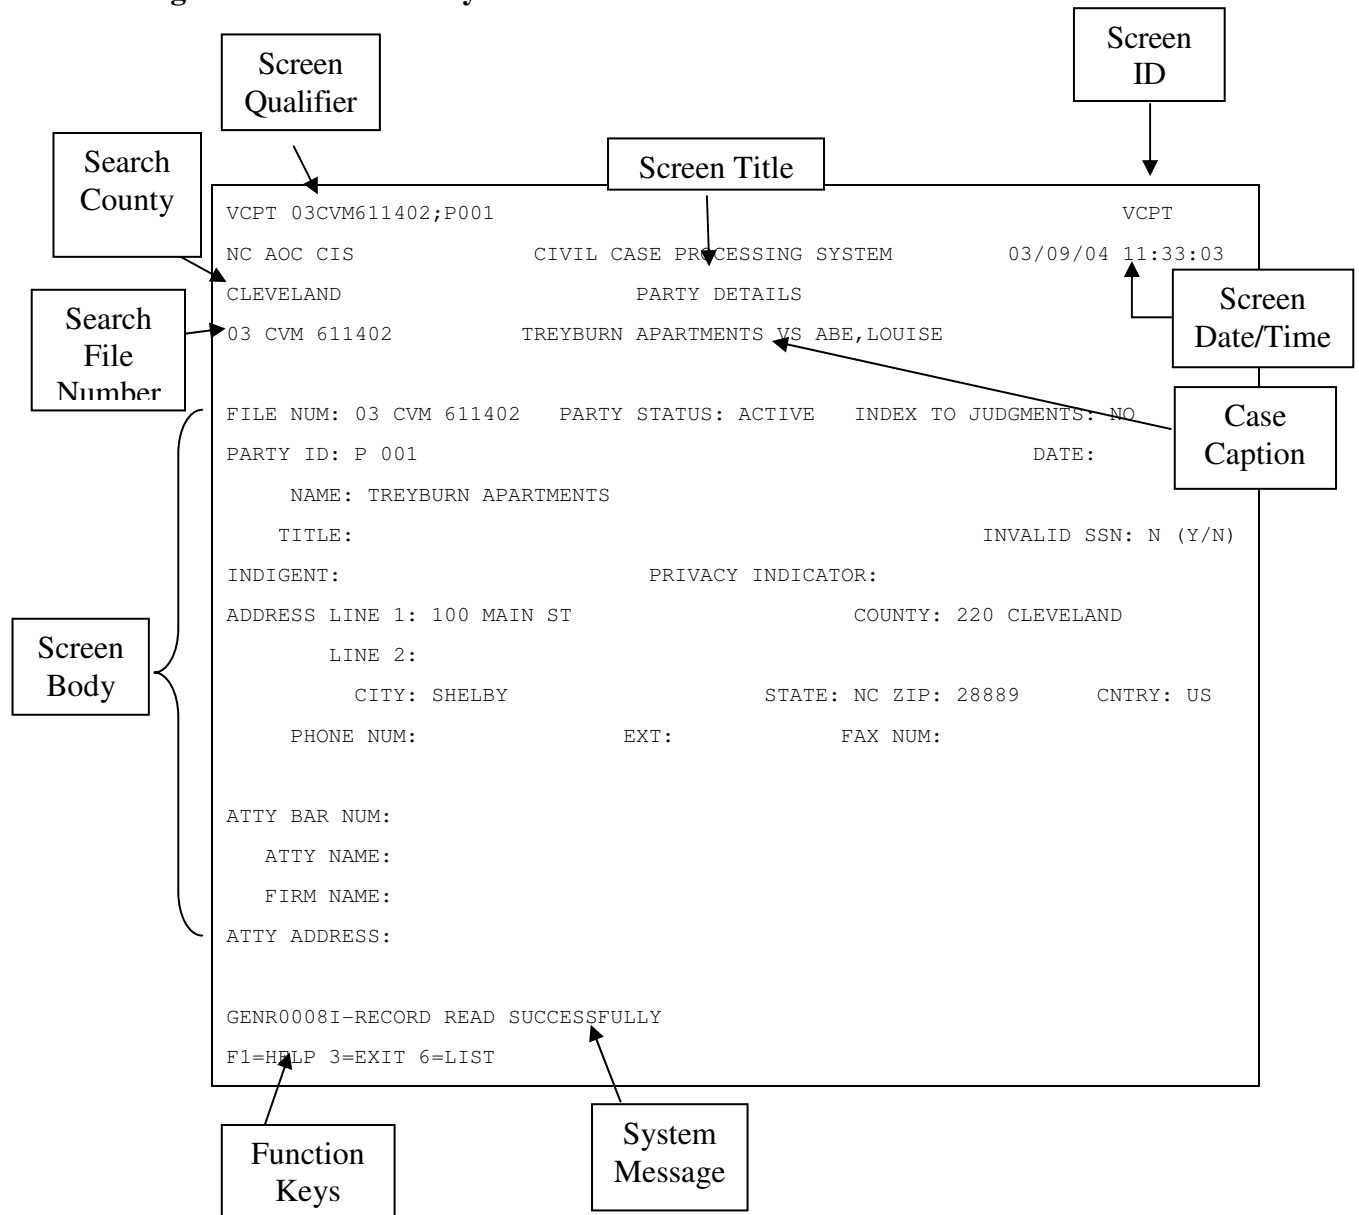 Screen
ID
Screen
Qualifier
Search
County
Screen Title
VCPT 03CVM611402;P001 VCPT
NC AOC CIS CIVIL CASE PROCESSING SYSTEM 03/09/04 11:33:03
CLEVELAND PARTY DETAILS
03 CVM 611402 TREYBURN APARTMENTS VS ABE,LOUISE
Search
File
Number
Screen
Date/Time
Case
Caption
FILE NUM: 03 CVM 611402 PARTY STATUS: ACTIVE INDEX TO JUDGMENTS: NO
PARTY ID: P 001 DATE:
NAME: TREYBURN APARTMENTS
TITLE: INVALID SSN: N (Y/N)
INDIGENT: PRIVACY INDICATOR:
ADDRESS LINE 1: 100 MAIN ST COUNTY: 220 CLEVELAND
LINE 2:
CITY: SHELBY STATE: NC ZIP: 28889 CNTRY: US
PHONE NUM: EXT: FAX NUM:
Screen
Body
ATTY BAR NUM:
ATTY NAME:
FIRM NAME:
ATTY ADDRESS:
GENR0008I-RECORD READ SUCCESSFULLY
F1=HELP 3=EXIT 6=LIST
Function
Keys
System
Message